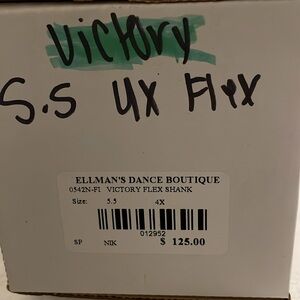 Victory
5.5 4x Flex
ELLMAN'S DANCE BOUTIQUE
0542N-FI VICTORY FLEX SHANK
Size: 5.5 4X
012952
SP NIK $ 125.00